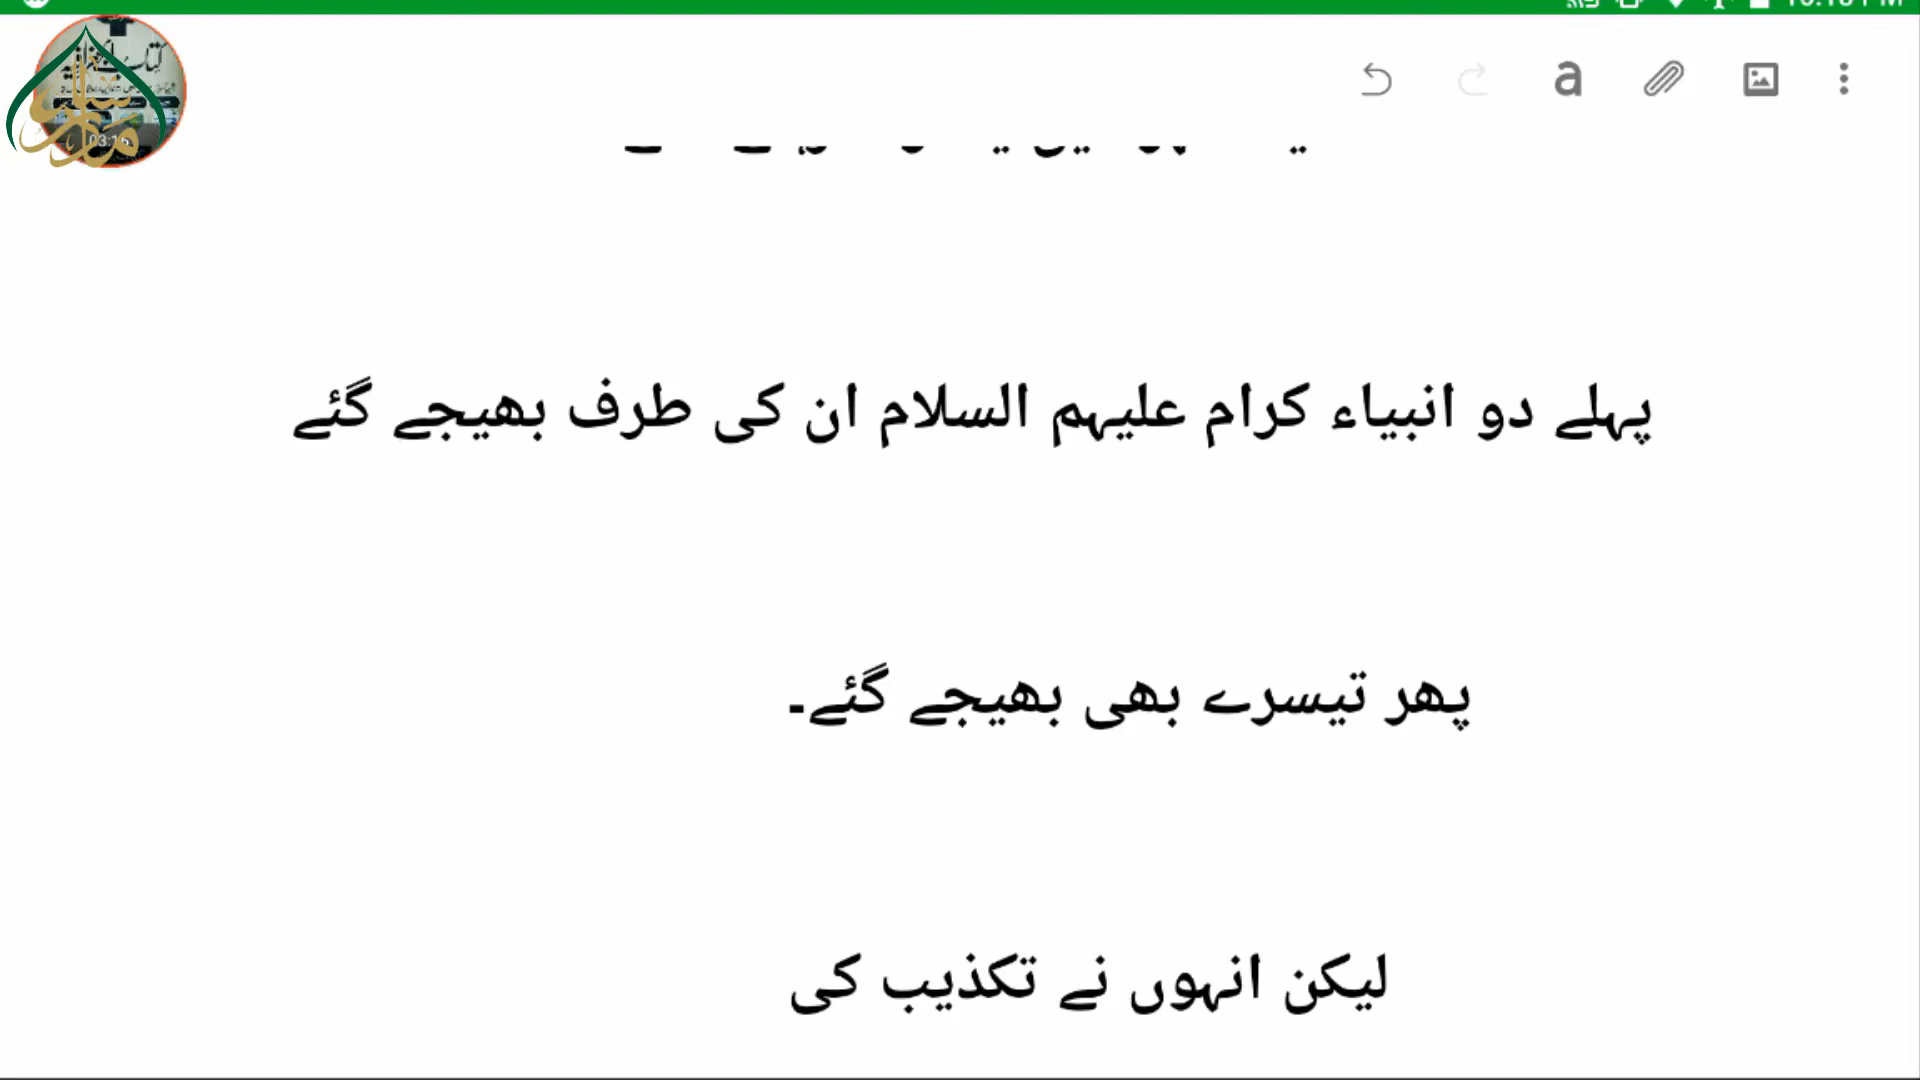 پہلے دو انبیاء کرام علیہم السلام ان کی طرف بھیجے گئے
پھر تیسرے بھی بھیجے گئے۔
لیکن انہوں نے تکذیب کی